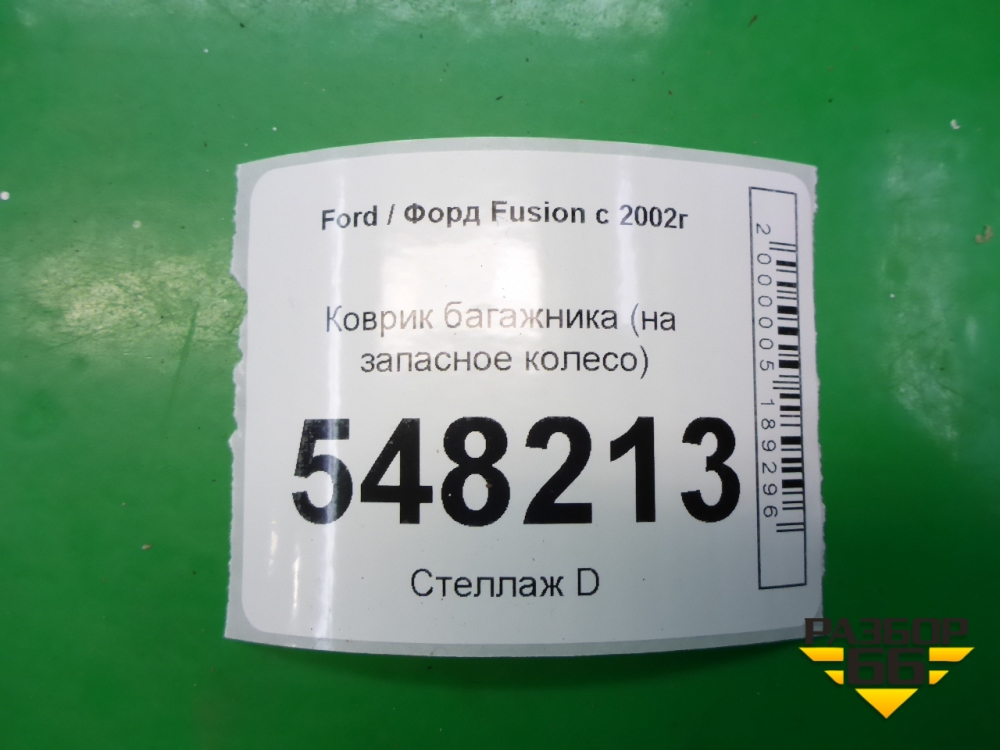 Ford / Форд Fusion с 2002г
Коврик багажника (на
запасное колесо)
548213
Стеллаж D
2000005189296
РАЗБОР
66